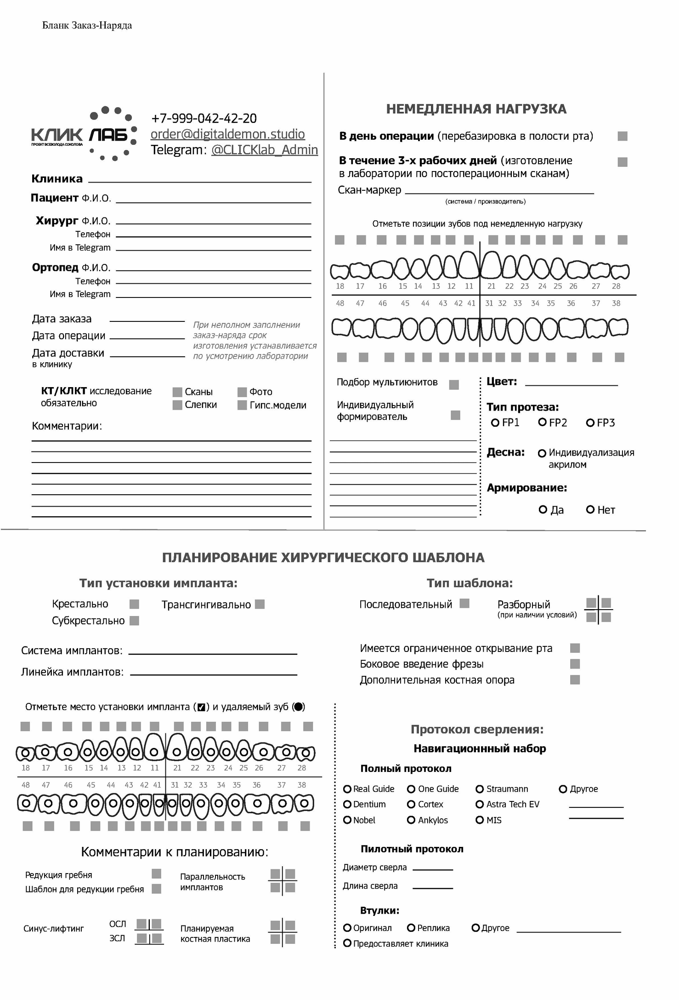 Бланк Заказ-Наряда
КЛИК ЛАБ
ПРОЕКТ ВСЕВОЛОДА СОКОЛОВА
+7-999-042-42-20
order@digitaldemon.studio
Telegram: @CLICKlab_Admin
Клиника
Пациент Ф.И.О.
Хирург Ф.И.О.
Телефон
Имя в Telegram
Ортопед Ф.И.О.
Телефон
Имя в Telegram
Дата заказа
Дата операции
Дата доставки
в клинику
При неполном заполнении
заказ-наряда срок
изготовления устанавливается
по усмотрению лаборатории
КТ/КЛКТ исследование
обязательно
Сканы Фото
Слепки Гипс.модели
Комментарии:
НЕМЕДЛЕННАЯ НАГРУЗКА
В день операции (перебазировка в полости рта)
В течение 3-х рабочих дней (изготовление
в лаборатории по постоперационным сканам)
Скан-маркер
(система / производитель)
Отметьте позиции зубов под немедленную нагрузку
18 17 16 15 14 13 12 11 21 22 23 24 25 26 27 28
48 47 46 45 44 43 42 41 31 32 33 34 35 36 37 38
Подбор мультиюнитов
Индивидуальный
формирователь
Цвет:
Тип протеза:
FP1 FP2 FP3
Десна: Индивидуализация
акрилом
Армирование:
Да Нет
ПЛАНИРОВАНИЕ ХИРУРГИЧЕСКОГО ШАБЛОНА
Тип установки импланта:
Крестально Трансгингивально
Субкрестально
Система имплантов:
Линейка имплантов:
Тип шаблона:
Последовательный Разборный
(при наличии условий)
Имеется ограниченное открывание рта
Боковое введение фрезы
Дополнительная костная опора
Отметьте место установки импланта (✓) и удаляемый зуб (●)
18 17 16 15 14 13 12 11 21 22 23 24 25 26 27 28
48 47 46 45 44 43 42 41 31 32 33 34 35 36 37 38
Комментарии к планированию:
Редукция гребня
Шаблон для редукции гребня
Параллельность
имплантов
Синус-лифтинг ОСЛ
ЗСЛ
Планируемая
костная пластика
Протокол сверления:
Навигационнный набор
Полный протокол
Real Guide One Guide Straumann Другое
Dentium Cortex Astra Tech EV
Nobel Ankylos MIS
Пилотный протокол
Диаметр сверла
Длина сверла
Втулки:
Оригинал Реплика Другое
Предоставляет клиника